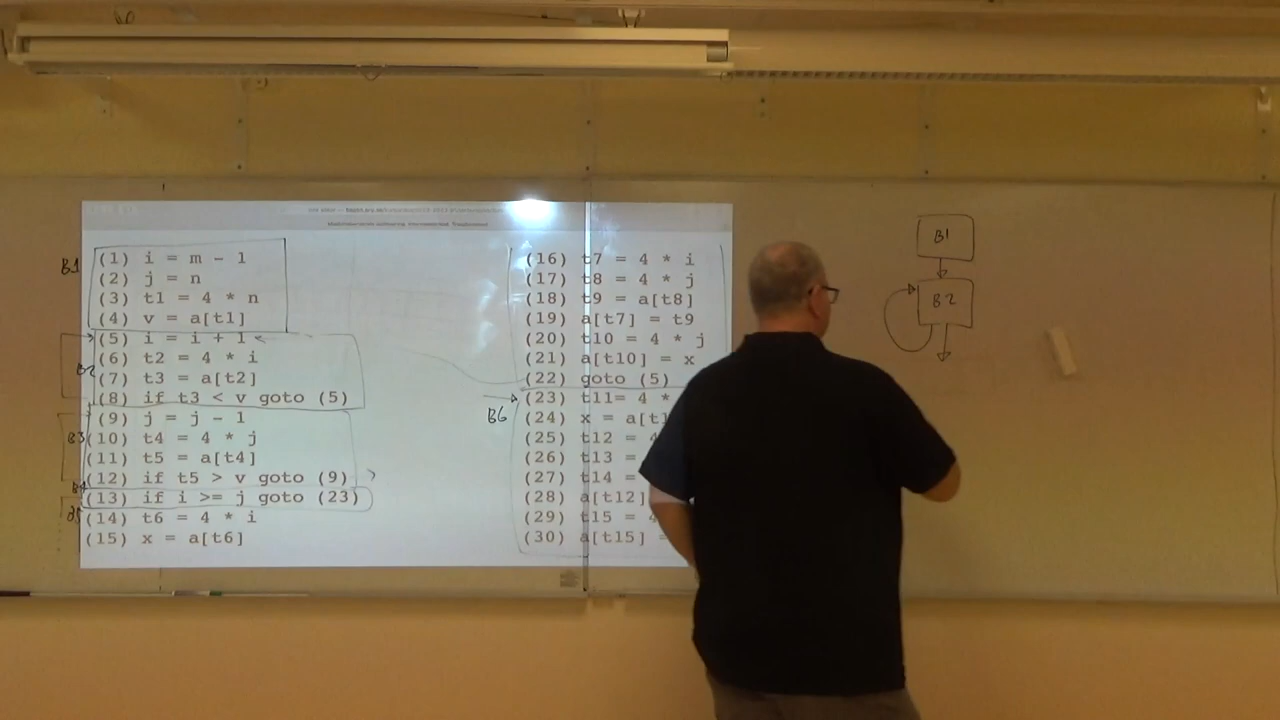 B1
(1) i = m - 1
(2) j = n
(3) t1 = 4 * n
(4) v = a[t1]
B2
(5) i = i + 1
(6) t2 = 4 * i
(7) t3 = a[t2]
(8) if t3 < v goto (5)
B3
(9) j = j - 1
(10) t4 = 4 * j
(11) t5 = a[t4]
(12) if t5 > v goto (9)
B4
(13) if i >= j goto (23)
B5
(14) t6 = 4 * i
(15) x = a[t6]
(16) t7 = 4 * i
(17) t8 = 4 * j
(18) t9 = a[t8]
(19) a[t7] = t9
(20) t10 = 4 * j
(21) a[t10] = x
(22) goto (5)
B6
(23) t11= 4 *
(24) x = a[t1
(25) t12 = 4
(26) t13 =
(27) t14 =
(28) a[t12]
(29) t15 = 4
(30) a[t15] =
B1
B2